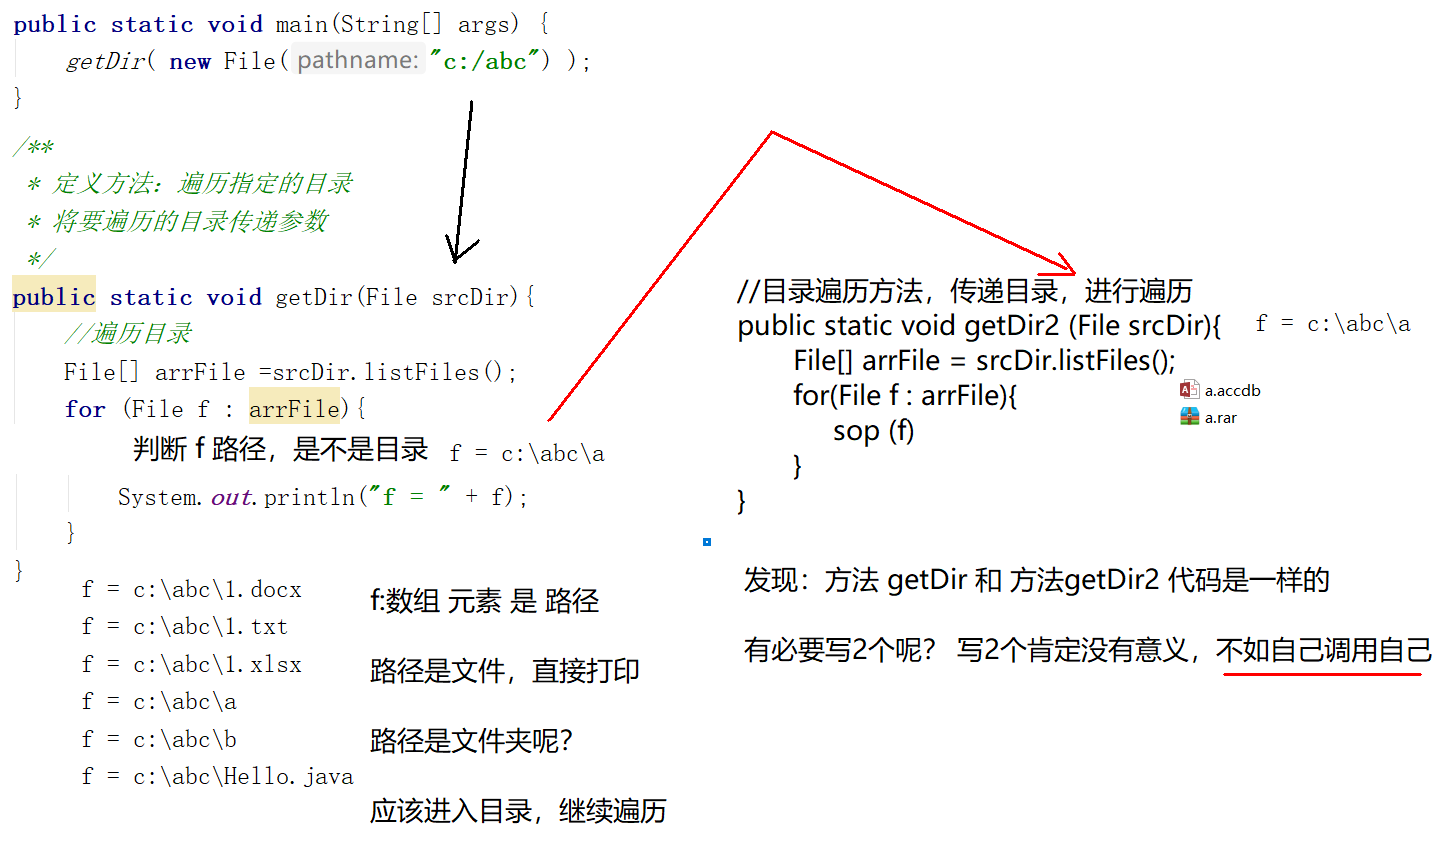 public static void main(String[] args) {
getDir( new File( pathname: "c:/abc") );
}
/**
* 定义方法：遍历指定的目录
* 将要遍历的目录传递参数
*/
public static void getDir(File srcDir){
//遍历目录
File[] arrFile =srcDir.listFiles();
for (File f : arrFile){
判断 f 路径，是不是目录 f = c:\abc\a
System.out.println("f = " + f);
}
}
f = c:\abc\1.docx
f = c:\abc\1.txt
f = c:\abc\1.xlsx
f = c:\abc\a
f = c:\abc\b
f = c:\abc\Hello.java
f:数组 元素 是 路径
路径是文件，直接打印
路径是文件夹呢？
应该进入目录，继续遍历
//目录遍历方法，传递目录，进行遍历
public static void getDir2 (File srcDir){ f = c:\abc\a
File[] arrFile = srcDir.listFiles();
for(File f : arrFile){
sop (f)
}
}
a.accdb
a.rar
发现：方法 getDir 和 方法getDir2 代码是一样的
有必要写2个呢？ 写2个肯定没有意义，不如自己调用自己